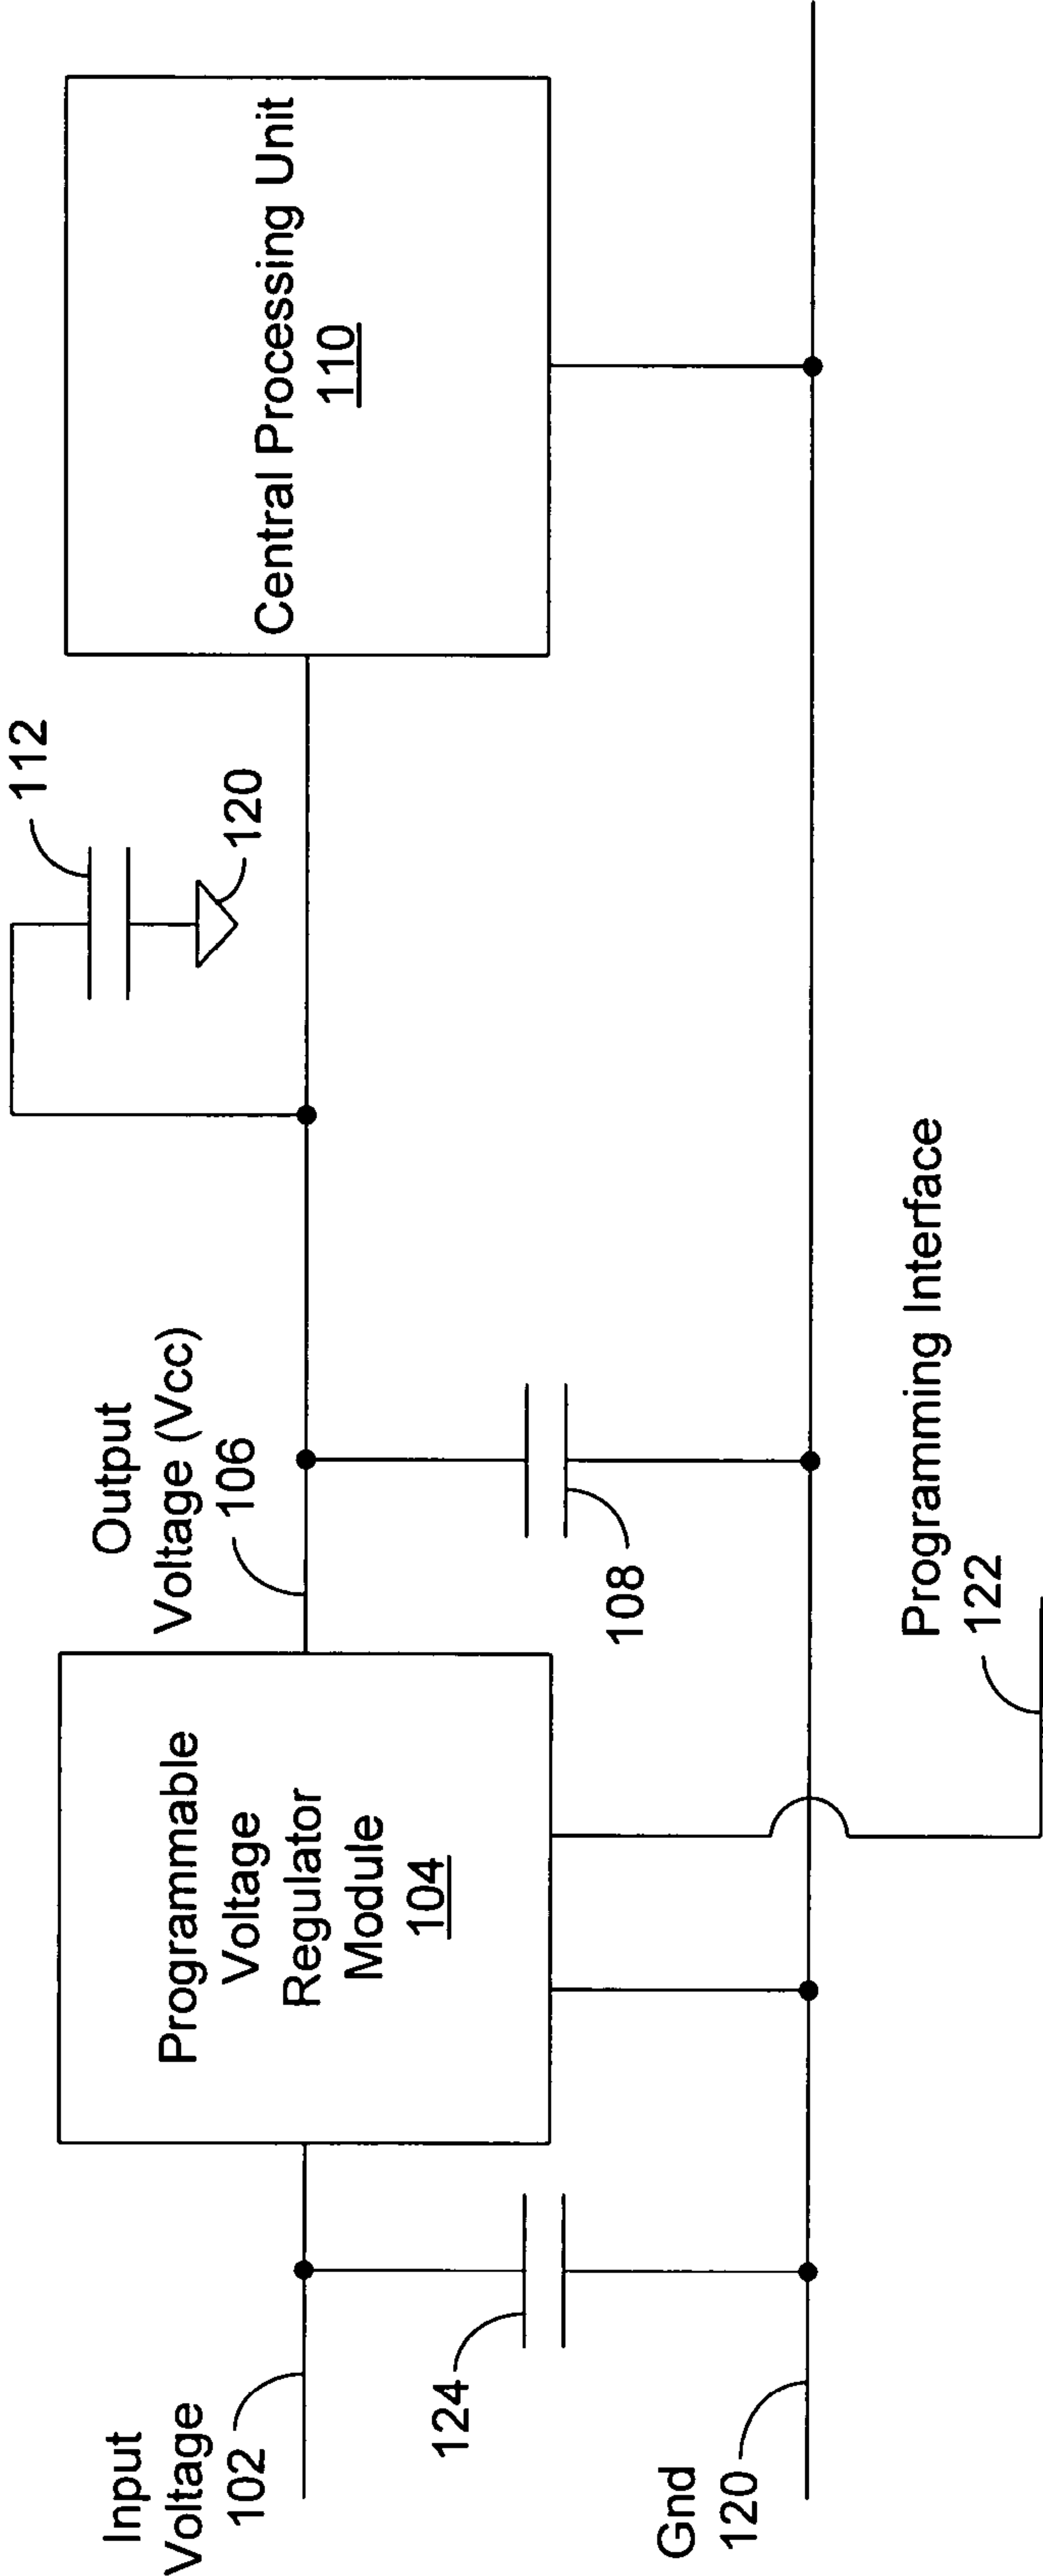 Input
Voltage
102
124
Gnd
120
Programmable
Voltage
Regulator
Module
104
Output
Voltage (Vcc)
106
108
Programming Interface
122
112
120
Central Processing Unit
110